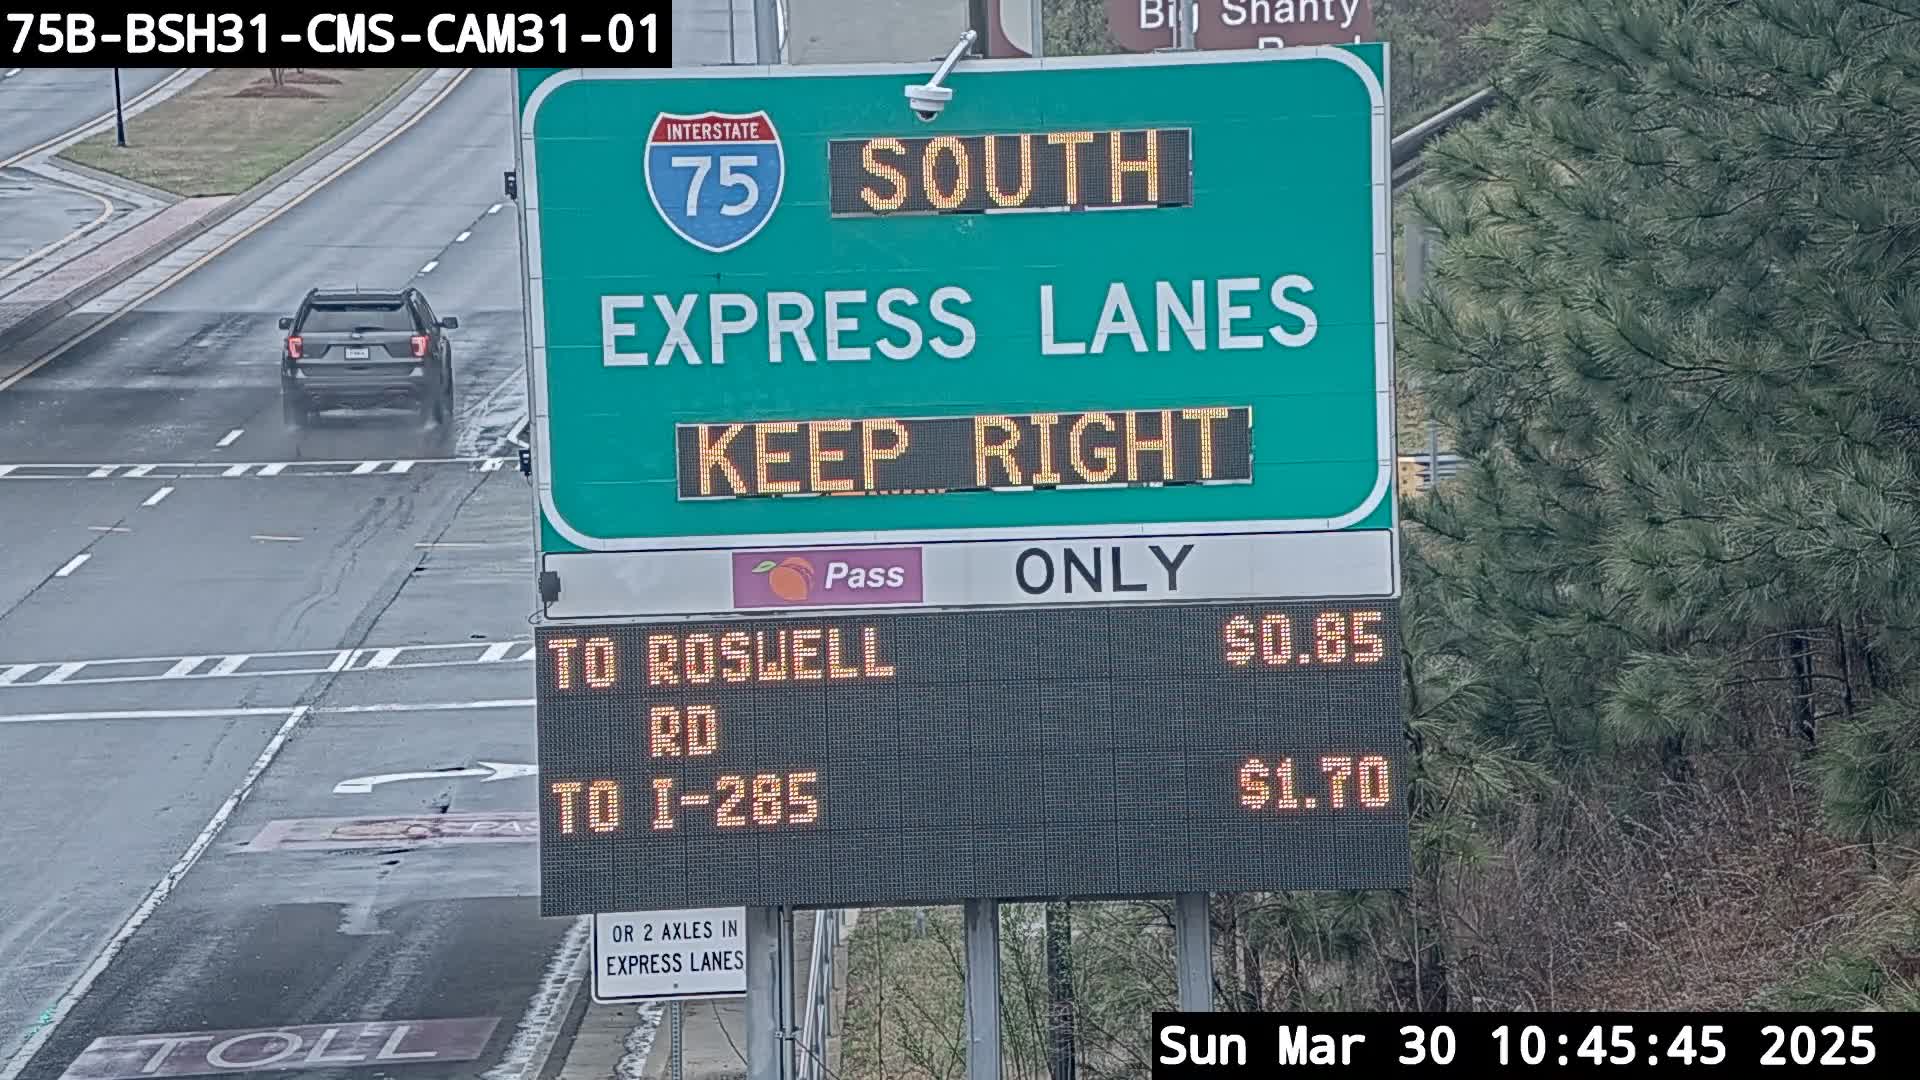 75B-BSH31-CMS-CAM31-01
Big Shanty
INTERSTATE
75
SOUTH
EXPRESS LANES
KEEP RIGHT
Pass
ONLY
TO ROSWELL $0.85
RD
TO I-285 $1.70
OR 2 AXLES IN
EXPRESS LANES
TOLL
Sun Mar 30 10:45:45 2025